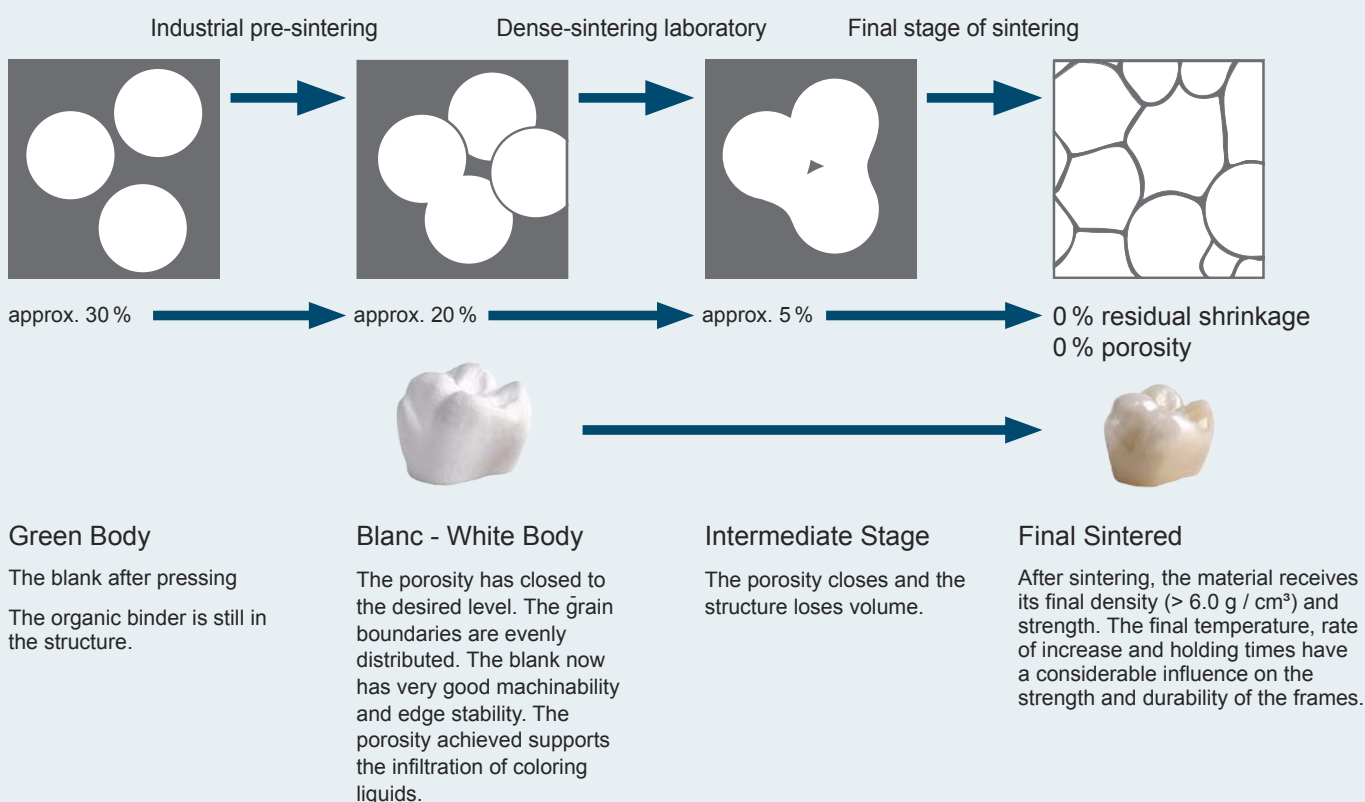 Industrial pre-sintering
Dense-sintering laboratory
Final stage of sintering
approx. 30 %
approx. 20 %
approx. 5 %
0 % residual shrinkage
0 % porosity
Green Body
The blank after pressing
The organic binder is still in
the structure.
Blanc - White Body
The porosity has closed to
the desired level. The ḡrain
boundaries are evenly
distributed. The blank now
has very good machinability
and edge stability. The
porosity achieved supports
the infiltration of coloring
liquids.
Intermediate Stage
The porosity closes and the
structure loses volume.
Final Sintered
After sintering, the material receives
its final density (> 6.0 g / cm³) and
strength. The final temperature, rate
of increase and holding times have
a considerable influence on the
strength and durability of the frames.